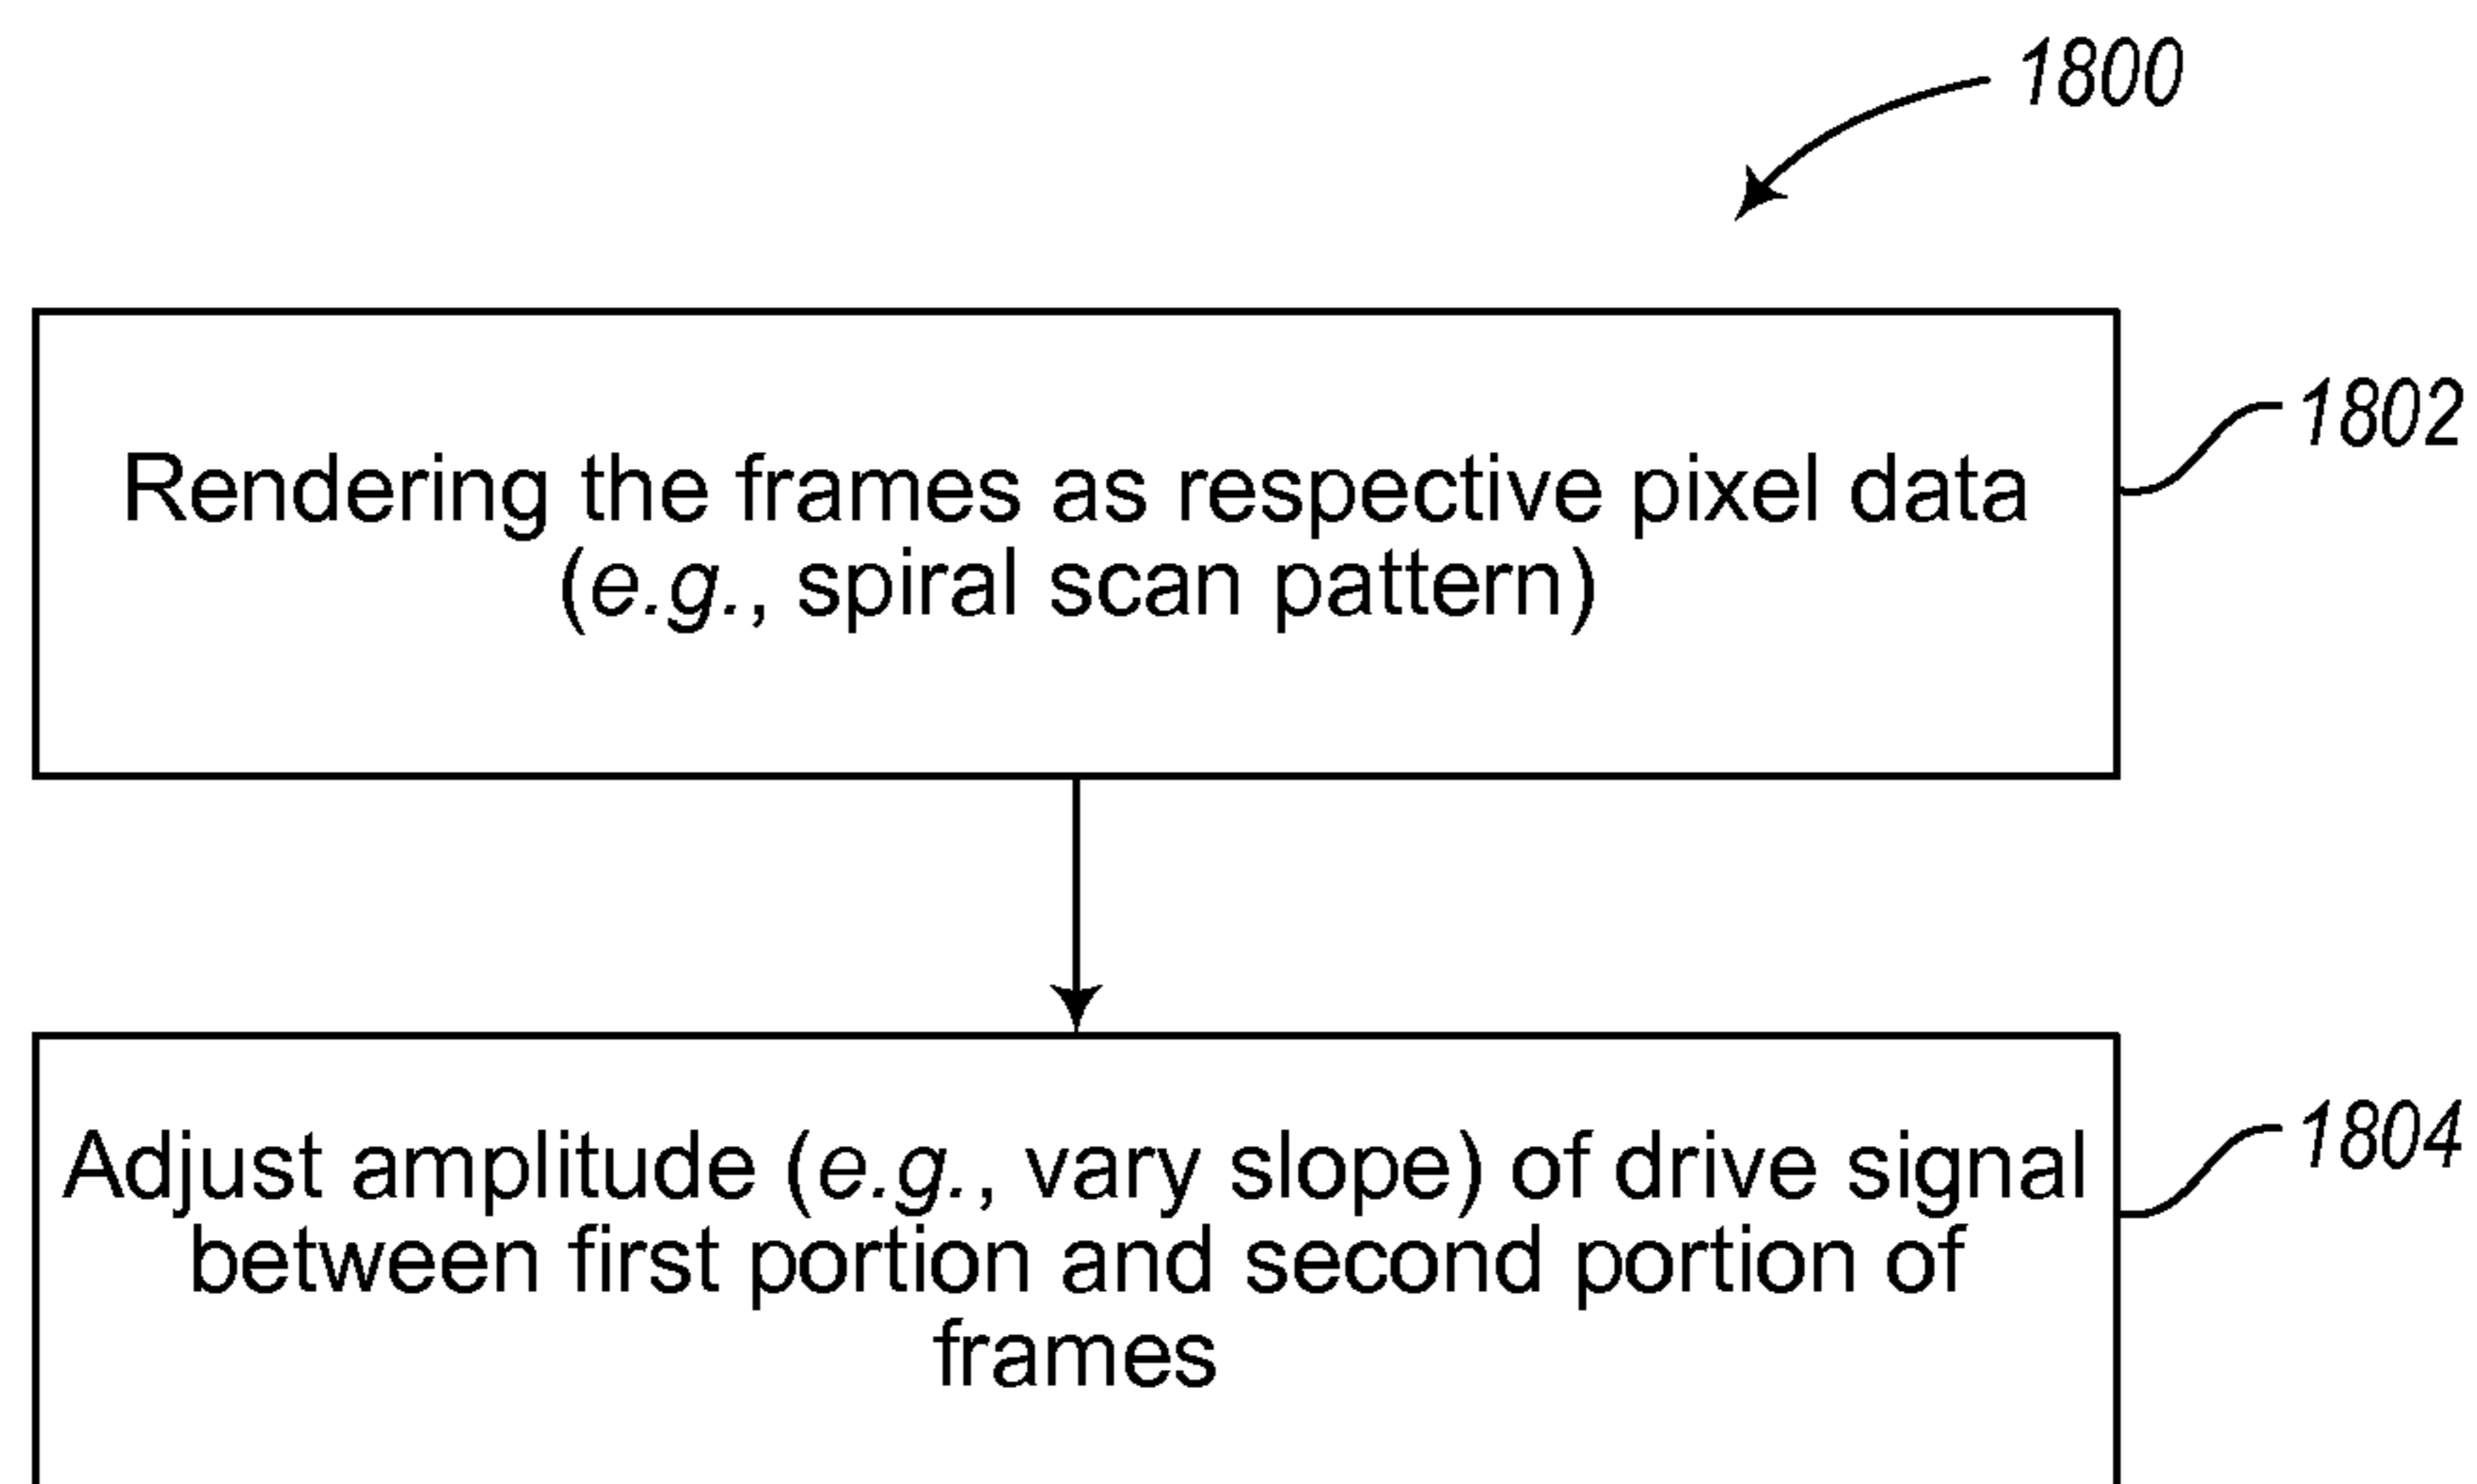 1800
1802
Rendering the frames as respective pixel data
(e.g., spiral scan pattern)
1804
Adjust amplitude (e.g., vary slope) of drive signal
between first portion and second portion of
frames